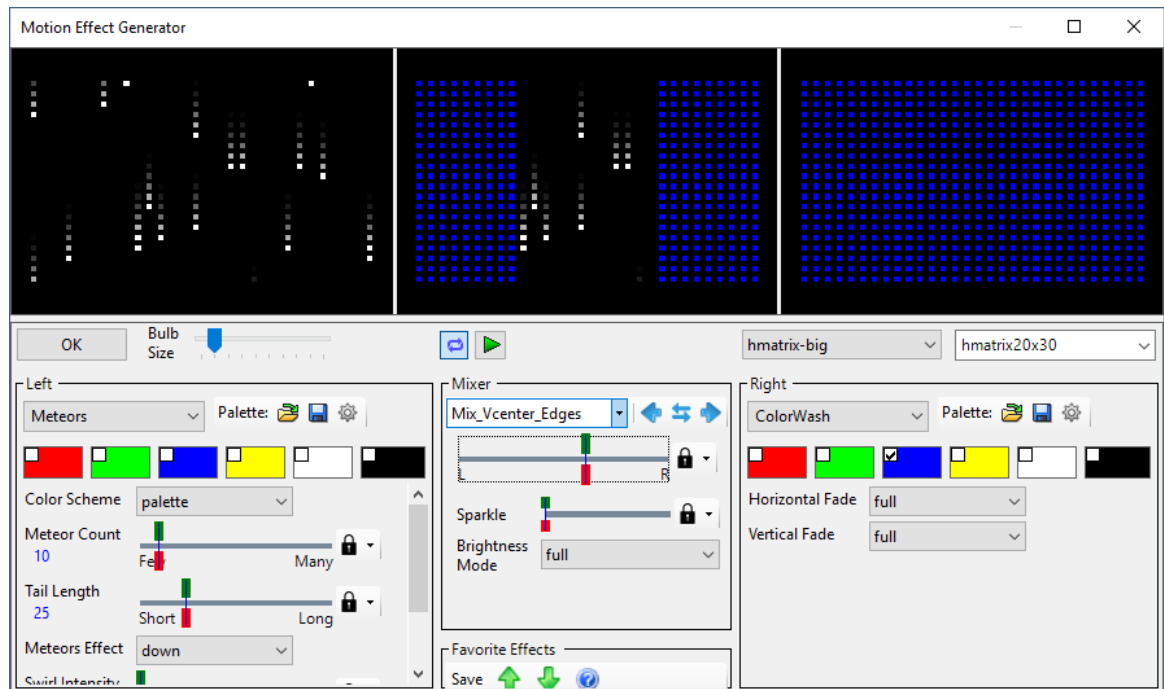 Motion Effect Generator
OK
Bulb
Size
hmatrix-big
hmatrix20x30
Left
Meteors
Palette:
Color Scheme
palette
Meteor Count
10
Few
Many
Tail Length
25
Short
Long
Meteors Effect
down
Swirl Intensity
Mixer
Mix_Vcenter_Edges
L
R
Sparkle
Brightness
Mode
full
Favorite Effects
Save
Right
ColorWash
Palette:
Horizontal Fade
full
Vertical Fade
full